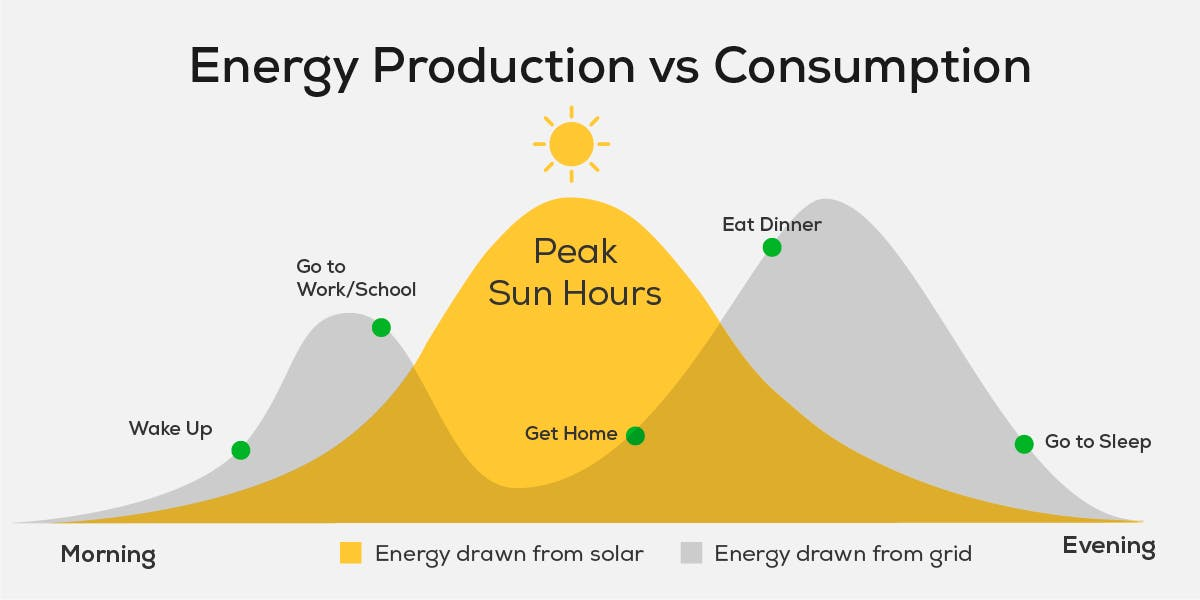 Energy Production vs Consumption
Peak
Sun Hours
Eat Dinner
Go to
Work/School
Wake Up
Get Home
Go to Sleep
Morning
Energy drawn from solar
Energy drawn from grid
Evening